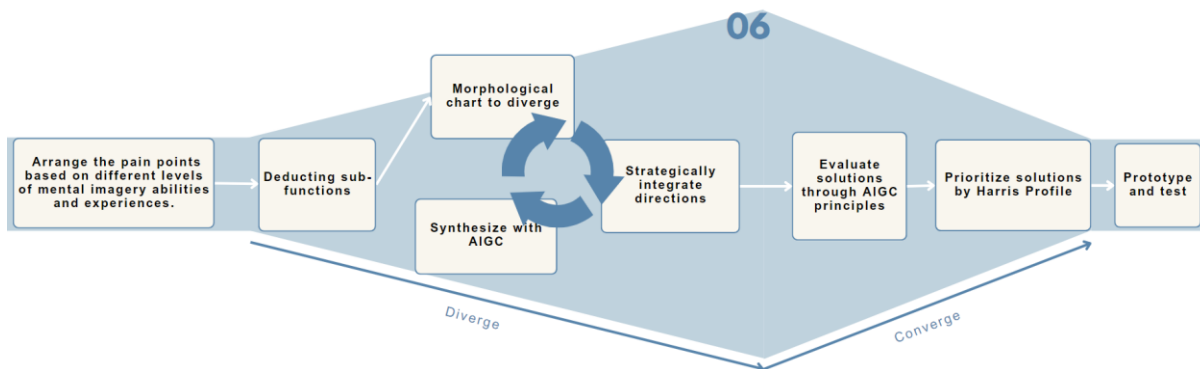 06
Arrange the pain points
based on different levels
of mental imagery abilities
and experiences.
Deducting sub-
functions
Morphological
chart to diverge
Synthesize with
AIGC
Strategically
integrate
directions
Evaluate
solutions
through AIGC
principles
Prioritize solutions
by Harris Profile
Prototype
and test
Diverge
Converge